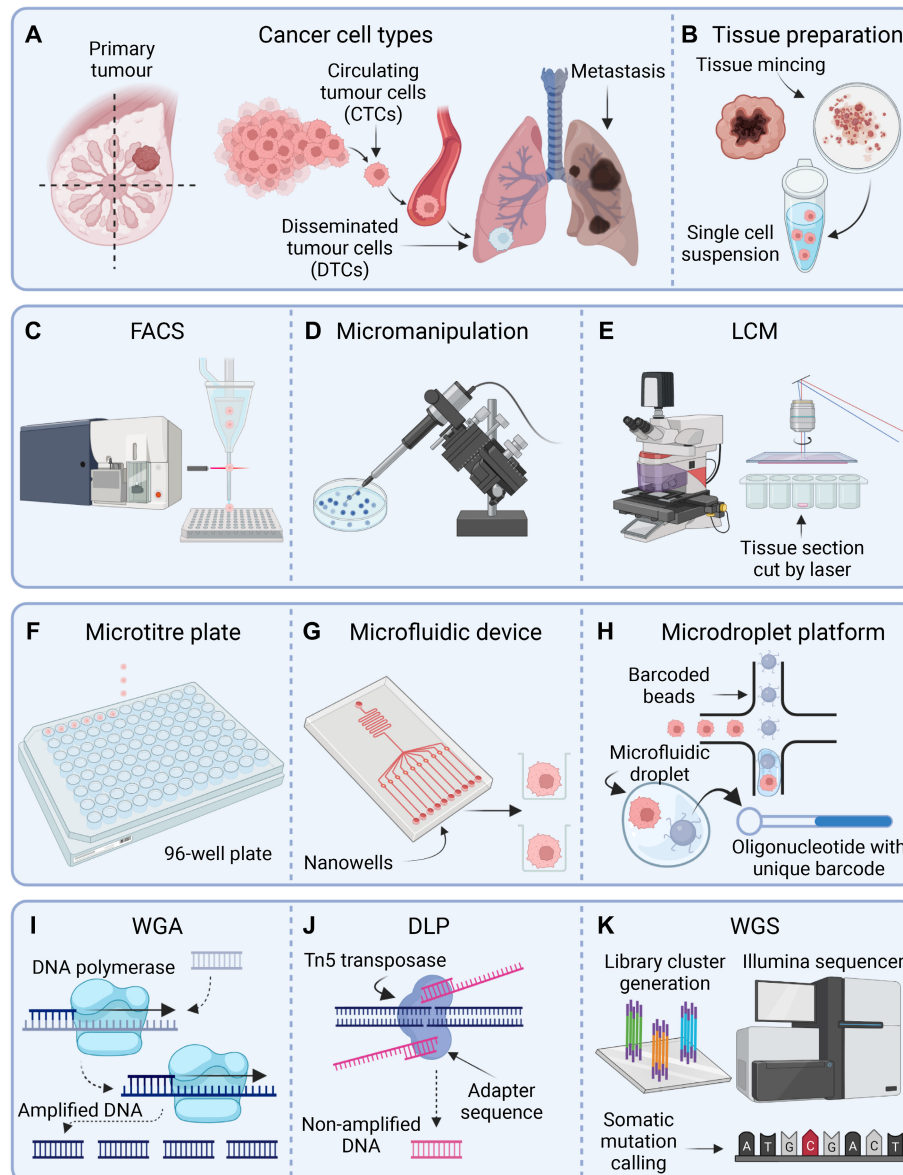 A
Cancer cell types
Primary
tumour
Circulating
tumour cells
(CTCs)
Metastasis
Disseminated
tumour cells
(DTCs)
B
Tissue preparation
Tissue mincing
Single cell
suspension
C
FACS
D
Micromanipulation
E
LCM
Tissue section
cut by laser
F
Microtitre plate
96-well plate
G
Microfluidic device
Nanowells
H
Microdroplet platform
Barcoded
beads
Microfluidic
droplet
Oligonucleotide with
unique barcode
I
WGA
DNA polymerase
Amplified DNA
J
DLP
Tn5 transposase
Adapter
sequence
Non-amplified
DNA
K
WGS
Library cluster
generation
Illumina sequencer
Somatic
mutation
calling
A T G C G A C T